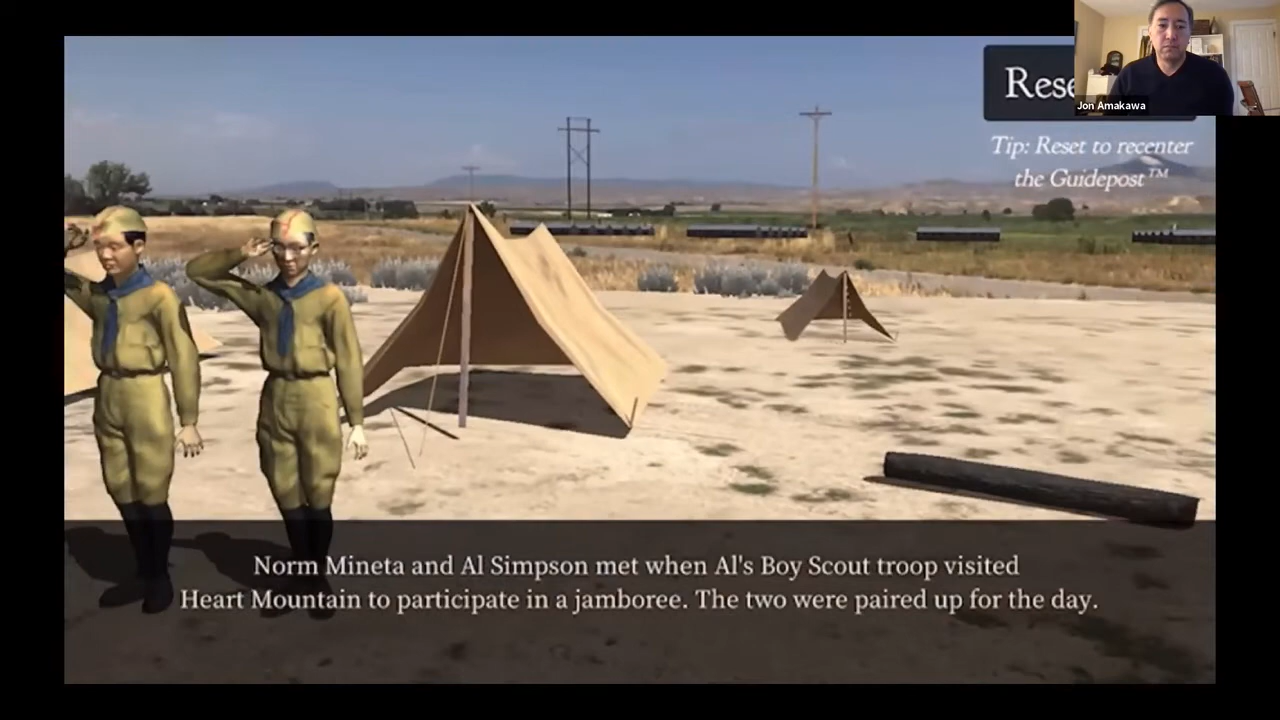 Rese
Jon Amakawa
Tip: Reset to recenter
the Guidepost™
Norm Mineta and Al Simpson met when Al's Boy Scout troop visited
Heart Mountain to participate in a jamboree. The two were paired up for the day.